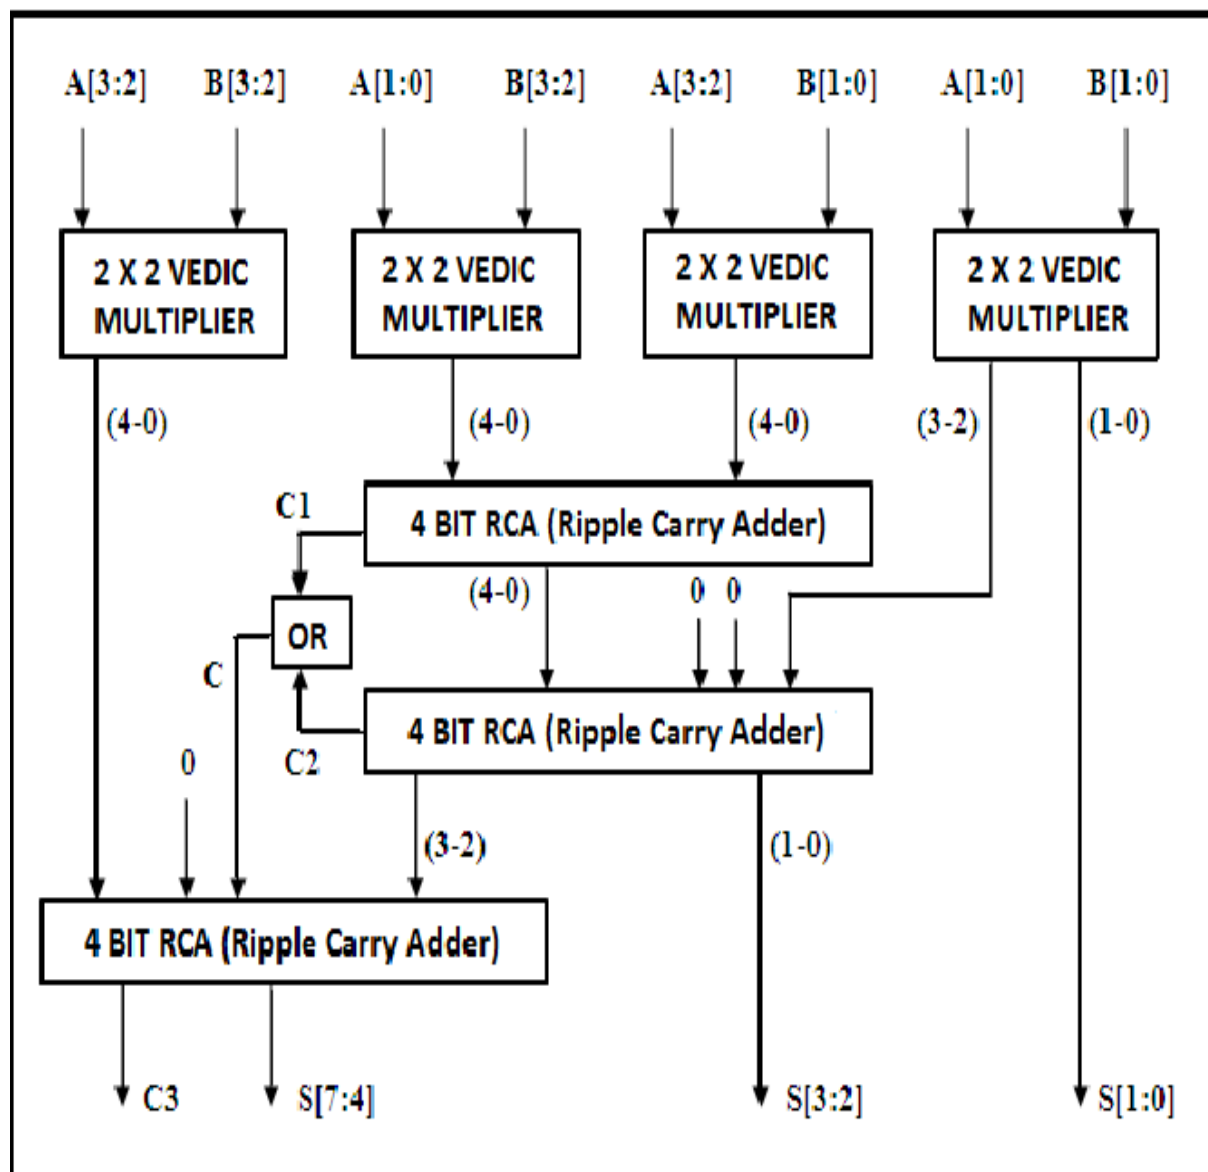 A[3:2] B[3:2] A[1:0] B[3:2] A[3:2] B[1:0] A[1:0] B[1:0]
2 X 2 VEDIC
MULTIPLIER
2 X 2 VEDIC
MULTIPLIER
2 X 2 VEDIC
MULTIPLIER
2 X 2 VEDIC
MULTIPLIER
(4-0) (4-0) (4-0) (3-2) (1-0)
C1
4 BIT RCA (Ripple Carry Adder)
(4-0) 0 0
OR
C
4 BIT RCA (Ripple Carry Adder)
0 C2
(3-2) (1-0)
4 BIT RCA (Ripple Carry Adder)
C3 S[7:4] S[3:2] S[1:0]